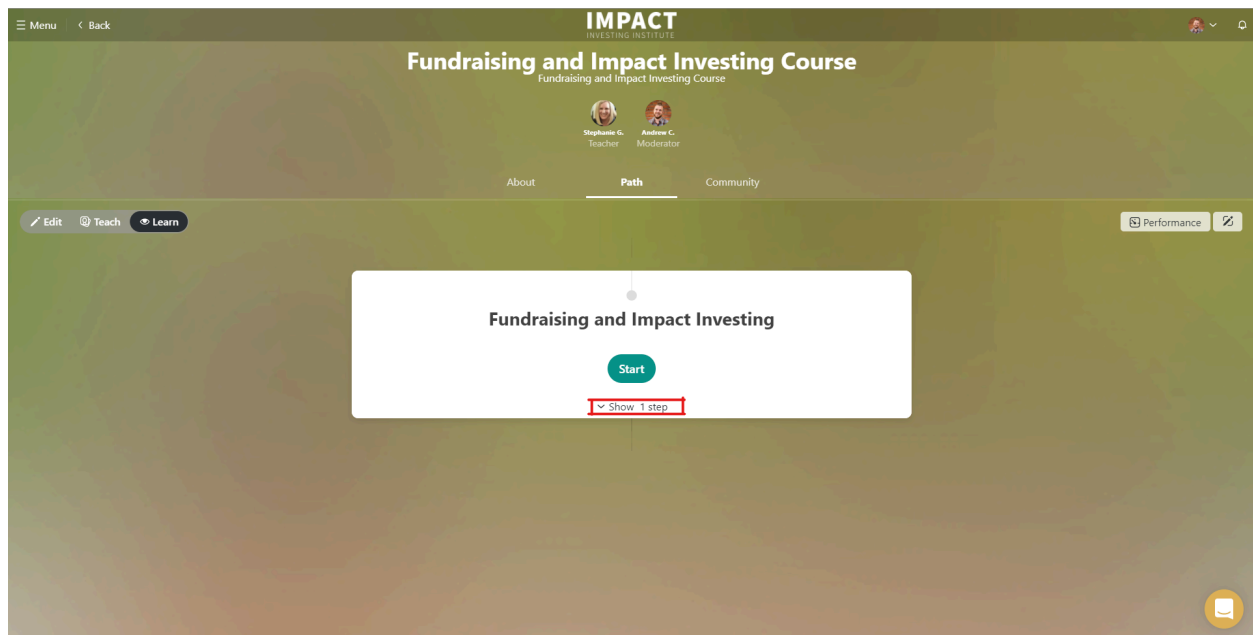 Menu
Back
IMPACT
INVESTING INSTITUTE
Fundraising and Impact Investing Course
Fundraising and Impact Investing Course
Stephanie G.
Teacher
Andrew C.
Moderator
About
Path
Community
Edit
Teach
Learn
Performance
Fundraising and Impact Investing
Start
Show 1 step